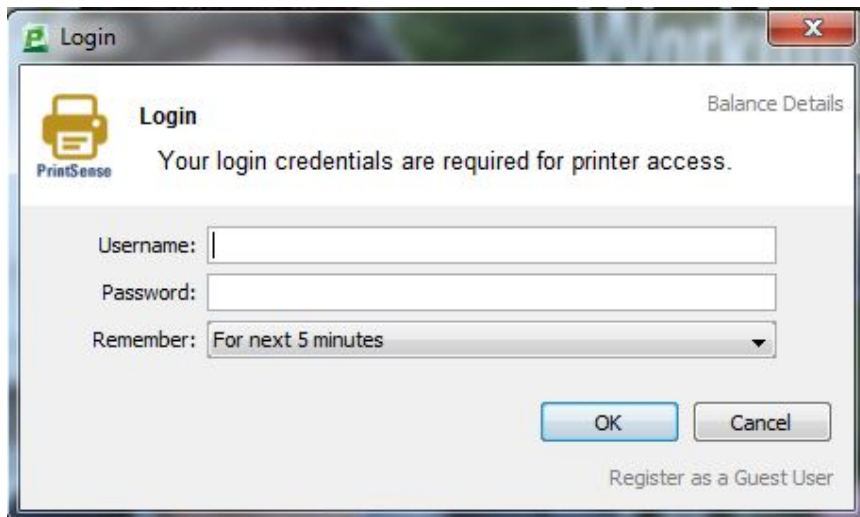 Login
Balance Details
Login
Your login credentials are required for printer access.
PrintSense
Username:
Password:
Remember: For next 5 minutes
OK Cancel
Register as a Guest User